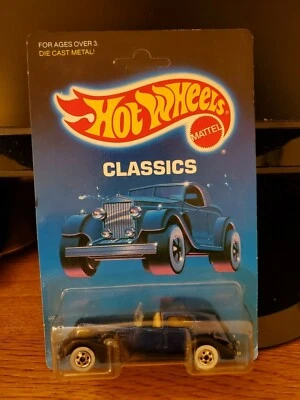 FOR AGES OVER 3
DIE CAST METAL!
HOT WHEELS
MATTEL
CLASSICS